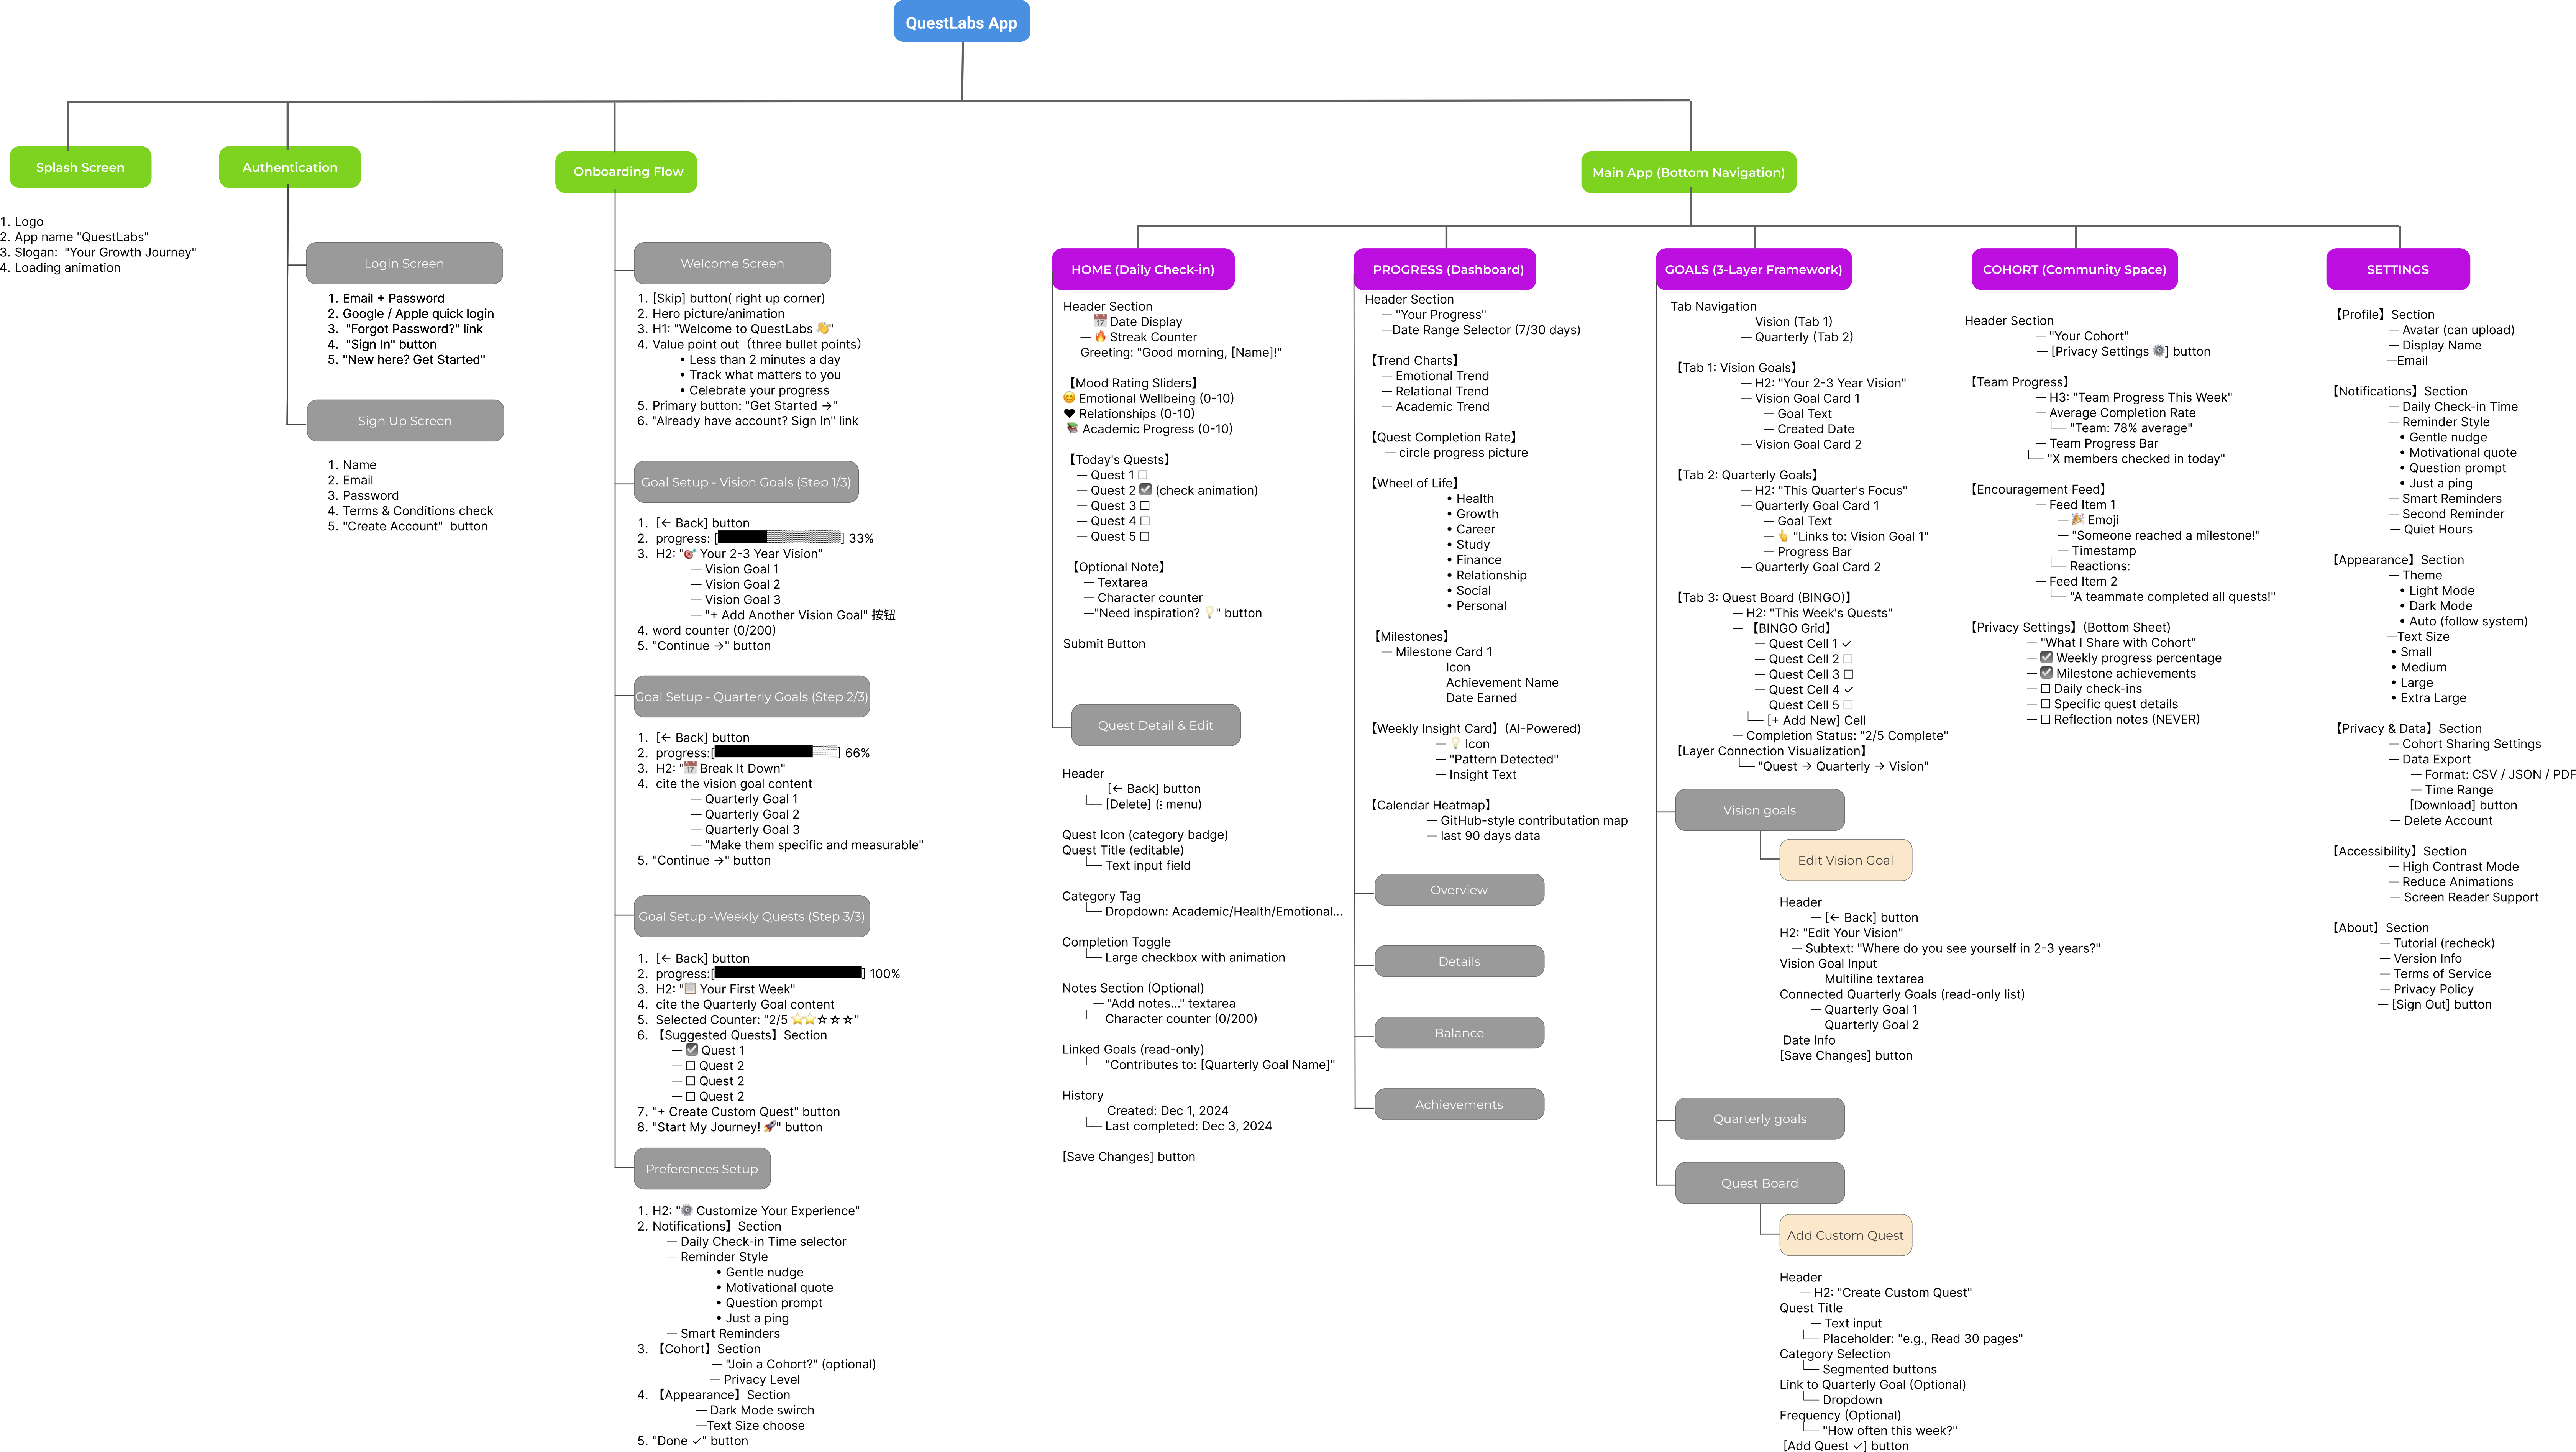 QuestLabs App
Splash Screen
1. Logo
2. App name "QuestLabs"
3. Slogan:  "Your Growth Journey"
4. Loading animation
Authentication
Login Screen
1. Email + Password
2. Google / Apple quick login
3.  "Forgot Password?" link
4.  "Sign In" button
5. "New here? Get Started"
Sign Up Screen
1. Name
2. Email
3. Password
4. Terms & Conditions check
5. "Create Account"  button
Onboarding Flow
Welcome Screen
1. [Skip] button( right up corner)
2. Hero picture/animation
3. H1: "Welcome to QuestLabs 👋"
4. Value point out（three bullet points）
• Less than 2 minutes a day
• Track what matters to you
• Celebrate your progress
5. Primary button: "Get Started →"
6. "Already have account? Sign In" link
Goal Setup - Vision Goals (Step 1/3)
1.  [← Back] button
2.  progress: [ ] 33%
3.  H2: "🎯 Your 2-3 Year Vision"
— Vision Goal 1
— Vision Goal 2
— Vision Goal 3
— "+ Add Another Vision Goal" 按钮
4. word counter (0/200)
5. "Continue →" button
Goal Setup - Quarterly Goals (Step 2/3)
1.  [← Back] button
2.  progress:[ ] 66%
3.  H2: "📅 Break It Down"
4.  cite the vision goal content
— Quarterly Goal 1
— Quarterly Goal 2
— Quarterly Goal 3
— "Make them specific and measurable"
5. "Continue →" button
Goal Setup -Weekly Quests (Step 3/3)
1.  [← Back] button
2.  progress:[ ] 100%
3.  H2: "📋 Your First Week"
4.  cite the Quarterly Goal content
5.  Selected Counter: "2/5 ⭐⭐☆☆☆"
6. 【Suggested Quests】Section
— ☑ Quest 1
— ☐ Quest 2
— ☐ Quest 2
— ☐ Quest 2
7. "+ Create Custom Quest" button
8. "Start My Journey! 🚀" button
Preferences Setup
1. H2: "⚙️ Customize Your Experience"
2. Notifications】Section
— Daily Check-in Time selector
— Reminder Style
• Gentle nudge
• Motivational quote
• Question prompt
• Just a ping
— Smart Reminders
3. 【Cohort】Section
— "Join a Cohort?" (optional)
— Privacy Level
4. 【Appearance】Section
— Dark Mode swirch
—Text Size choose
5. "Done ✓" button
Main App (Bottom Navigation)
HOME (Daily Check-in)
Header Section
— 📅 Date Display
— 🔥 Streak Counter
Greeting: "Good morning, [Name]!"
【Mood Rating Sliders】
😊 Emotional Wellbeing (0-10)
❤ Relationships (0-10)
📚 Academic Progress (0-10)
【Today's Quests】
— Quest 1 ☐
— Quest 2 ☑ (check animation)
— Quest 3 ☐
— Quest 4 ☐
— Quest 5 ☐
【Optional Note】
— Textarea
— Character counter
—"Need inspiration? 💡" button
Submit Button
Quest Detail & Edit
Header
— [← Back] button
└─ [Delete] (⋮ menu)
Quest Icon (category badge)
Quest Title (editable)
└─ Text input field
Category Tag
└─ Dropdown: Academic/Health/Emotional...
Completion Toggle
└─ Large checkbox with animation
Notes Section (Optional)
— "Add notes..." textarea
└─ Character counter (0/200)
Linked Goals (read-only)
└─ "Contributes to: [Quarterly Goal Name]"
History
— Created: Dec 1, 2024
└─ Last completed: Dec 3, 2024
[Save Changes] button
PROGRESS (Dashboard)
Header Section
— "Your Progress"
—Date Range Selector (7/30 days)
【Trend Charts】
— Emotional Trend
— Relational Trend
— Academic Trend
【Quest Completion Rate】
— circle progress picture
【Wheel of Life】
• Health
• Growth
• Career
• Study
• Finance
• Relationship
• Social
• Personal
【Milestones】
— Milestone Card 1
Icon
Achievement Name
Date Earned
【Weekly Insight Card】(AI-Powered)
— 💡 Icon
— "Pattern Detected"
— Insight Text
【Calendar Heatmap】
— GitHub-style contribution map
— last 90 days data
Overview
Details
Balance
Achievements
GOALS (3-Layer Framework)
Tab Navigation
— Vision (Tab 1)
— Quarterly (Tab 2)
【Tab 1: Vision Goals】
— H2: "Your 2-3 Year Vision"
— Vision Goal Card 1
— Goal Text
— Created Date
— Vision Goal Card 2
【Tab 2: Quarterly Goals】
— H2: "This Quarter's Focus"
— Quarterly Goal Card 1
— Goal Text
— 👆 "Links to: Vision Goal 1"
— Progress Bar
— Quarterly Goal Card 2
【Tab 3: Quest Board (BINGO)】
— H2: "This Week's Quests"
— 【BINGO Grid】
— Quest Cell 1 ✓
— Quest Cell 2 ☐
— Quest Cell 3 ☐
— Quest Cell 4 ✓
— Quest Cell 5 ☐
└─ [+ Add New] Cell
— Completion Status: "2/5 Complete"
【Layer Connection Visualization】
└─ "Quest → Quarterly → Vision"
Vision goals
Edit Vision Goal
Header
— [← Back] button
H2: "Edit Your Vision"
— Subtext: "Where do you see yourself in 2-3 years?"
Vision Goal Input
— Multiline textarea
Connected Quarterly Goals (read-only list)
— Quarterly Goal 1
— Quarterly Goal 2
Date Info
[Save Changes] button
Quarterly goals
Quest Board
Add Custom Quest
Header
— H2: "Create Custom Quest"
Quest Title
— Text input
└─ Placeholder: "e.g., Read 30 pages"
Category Selection
└─ Segmented buttons
Link to Quarterly Goal (Optional)
└─ Dropdown
Frequency (Optional)
└─ "How often this week?"
[Add Quest ✓] button
COHORT (Community Space)
Header Section
— "Your Cohort"
— [Privacy Settings ⚙️] button
【Team Progress】
— H3: "Team Progress This Week"
— Average Completion Rate
└─ "Team: 78% average"
— Team Progress Bar
└─ "X members checked in today"
【Encouragement Feed】
— Feed Item 1
— 🎉 Emoji
— "Someone reached a milestone!"
— Timestamp
└─ Reactions:
— Feed Item 2
└─ "A teammate completed all quests!"
【Privacy Settings】(Bottom Sheet)
— "What I Share with Cohort"
— ☑ Weekly progress percentage
— ☑ Milestone achievements
— ☐ Daily check-ins
— ☐ Specific quest details
— ☐ Reflection notes (NEVER)
SETTINGS
【Profile】Section
— Avatar (can upload)
— Display Name
—Email
【Notifications】Section
— Daily Check-in Time
— Reminder Style
• Gentle nudge
• Motivational quote
• Question prompt
• Just a ping
— Smart Reminders
— Second Reminder
— Quiet Hours
【Appearance】Section
— Theme
• Light Mode
• Dark Mode
• Auto (follow system)
—Text Size
• Small
• Medium
• Large
• Extra Large
【Privacy & Data】Section
— Cohort Sharing Settings
— Data Export
— Format: CSV / JSON / PDF
— Time Range
[Download] button
— Delete Account
【Accessibility】Section
— High Contrast Mode
— Reduce Animations
— Screen Reader Support
【About】Section
— Tutorial (recheck)
— Version Info
— Terms of Service
— Privacy Policy
— [Sign Out] button